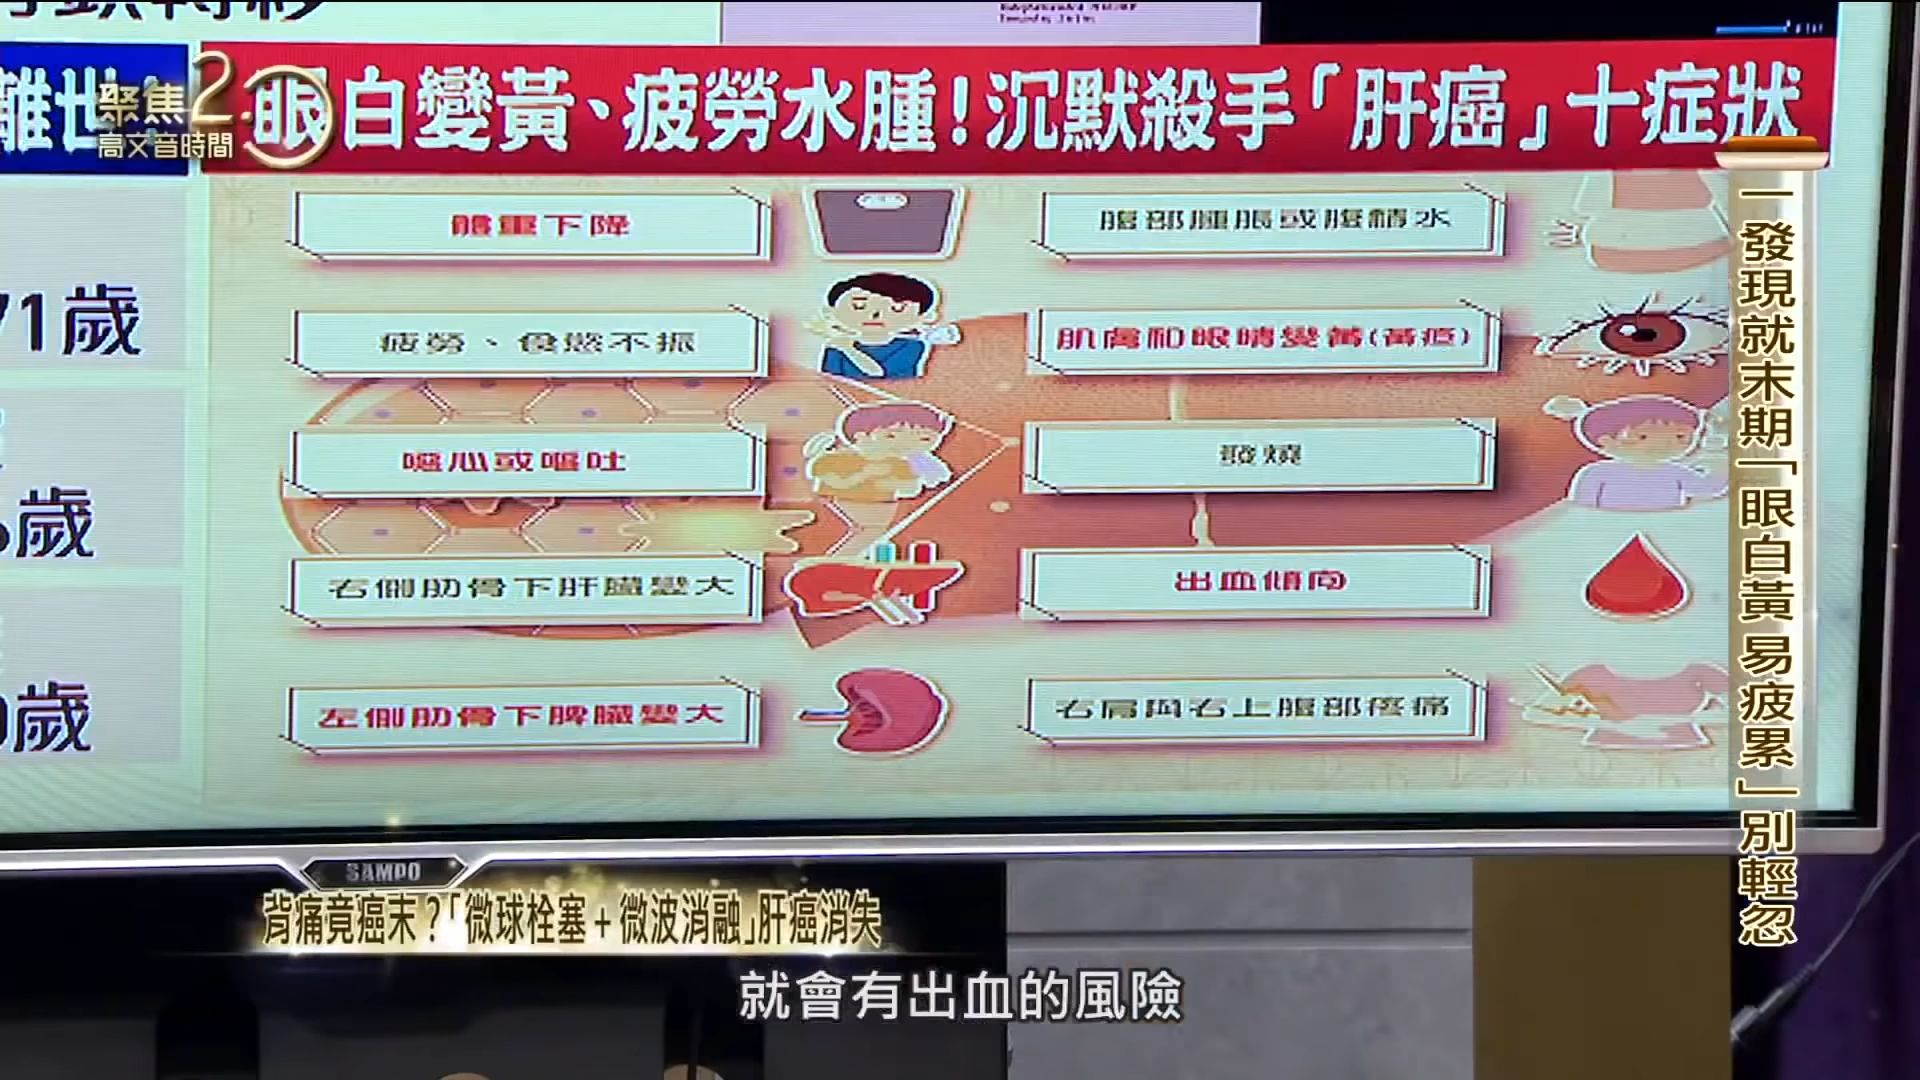 離世
聚焦2.0
高文音時間
眼白變黃、疲勞水腫!沉默殺手「肝癌」十症狀
體重下降
腹部腫脹或腹積水
71歲
疲勞、食慾不振
肌膚和眼睛變黃(黃疸)
噁心或嘔吐
發燒
歲
右側肋骨下肝臟變大
出血傾向
歲
左側肋骨下脾臟變大
右肩與右上腹部疼痛
一發現就末期「眼白黃易疲累」別輕忽
SAMPO
背痛竟癌末?「微球栓塞+微波消融」肝癌消失
就會有出血的風險